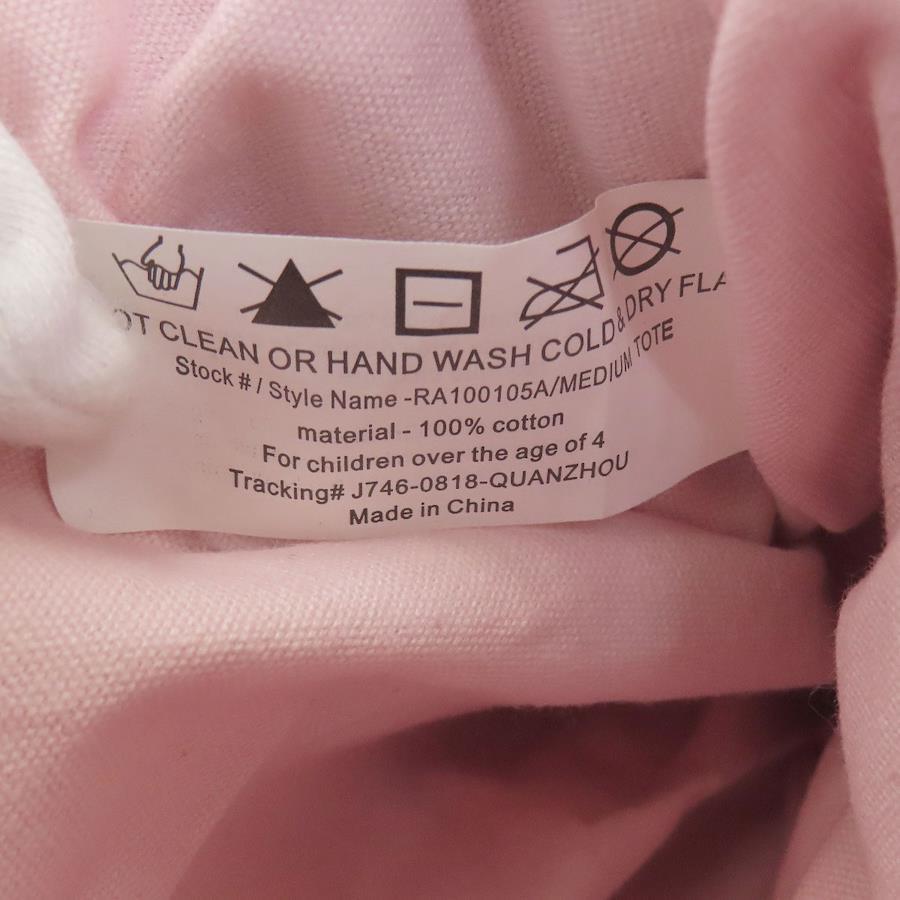 OT CLEAN OR HAND WASH COLD & DRY FLA
Stock # / Style Name -RA100105A/MEDIUM TOTE
material - 100% cotton
For children over the age of 4
Tracking# J746-0818-QUANZHOU
Made in China